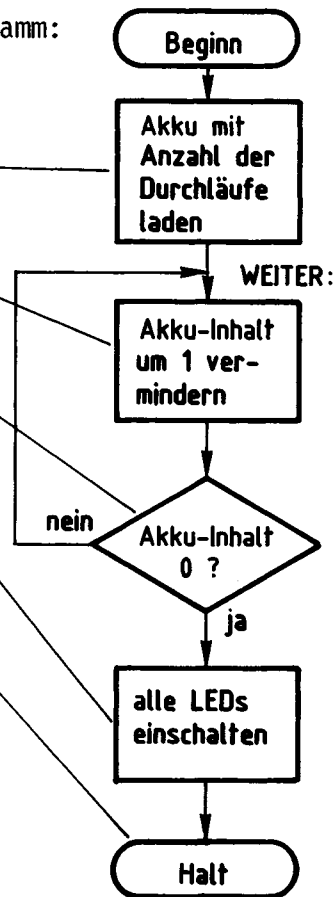 amm:
Beginn
Akku mit
Anzahl der
Durchläufe
laden
WEITER:
Akku-Inhalt
um 1 ver-
mindern
nein
Akku-Inhalt
0 ?
ja
alle LEDs
einschalten
Halt